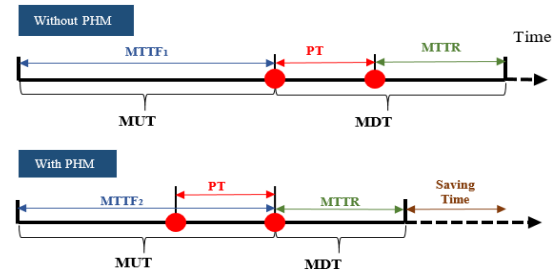 Without PHM
Time
MTTF1
PT
MTTR
MUT
MDT
With PHM
PT
Saving
Time
MTTF2
MTTR
MUT
MDT